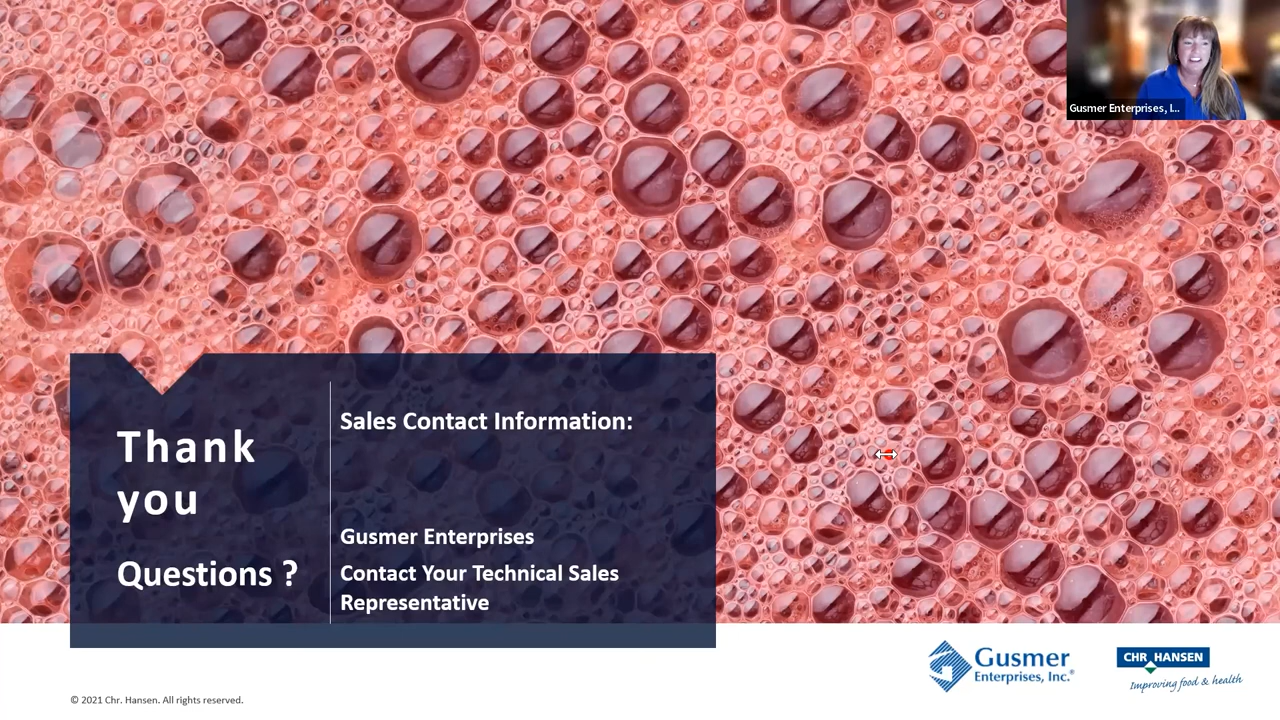 Gusmer Enterprises, I...
Thank
you
Questions ?
Sales Contact Information:
Gusmer Enterprises
Contact Your Technical Sales
Representative
Gusmer
Enterprises, Inc.®
CHR HANSEN
Improving food & health
© 2021 Chr. Hansen. All rights reserved.